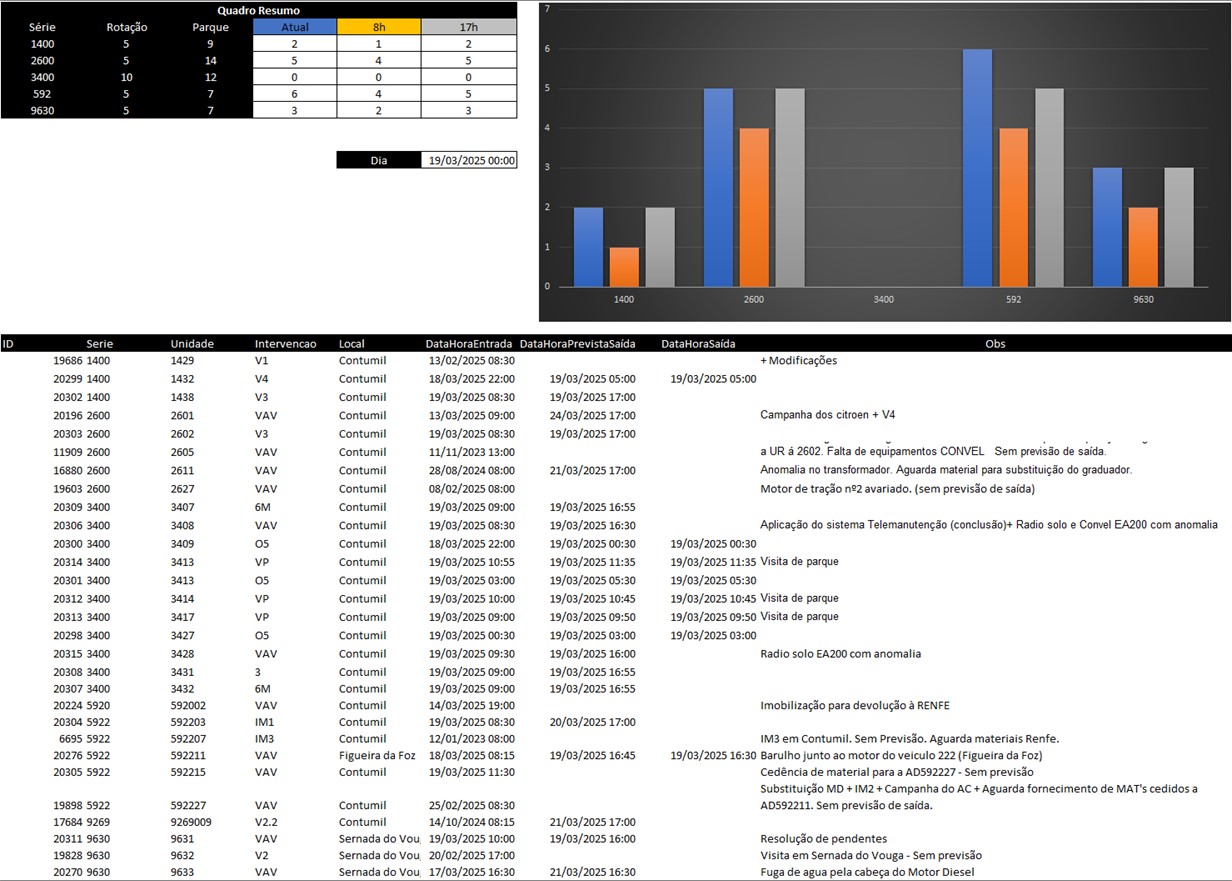 Quadro Resumo
Série Rotação Parque Atual 8h 17h
1400 5 9 2 1 2
2600 5 14 5 4 5
3400 10 12 0 0 0
592 5 7 6 4 5
9630 5 7 3 2 3
Dia 19/03/2025 00:00
7
6
5
4
3
2
1
0
1400 2600 3400 592 9630
ID Serie Unidade Intervencao Local DataHoraEntrada DataHoraPrevistaSaída DataHoraSaída Obs
19686 1400 1429 V1 Contumil 13/02/2025 08:30 + Modificações
20299 1400 1432 V4 Contumil 18/03/2025 22:00 19/03/2025 05:00 19/03/2025 05:00
20302 1400 1438 V3 Contumil 19/03/2025 08:30 19/03/2025 17:00
20196 2600 2601 VAV Contumil 13/03/2025 09:00 24/03/2025 17:00 Campanha dos citroen + V4
20303 2600 2602 V3 Contumil 19/03/2025 08:30 19/03/2025 17:00
11909 2600 2605 VAV Contumil 11/11/2023 13:00 a UR á 2602. Falta de equipamentos CONVEL Sem previsão de saída.
16880 2600 2611 VAV Contumil 28/08/2024 08:00 21/03/2025 17:00 Anomalia no transformador. Aguarda material para substituição do graduador.
19603 2600 2627 VAV Contumil 08/02/2025 08:00 Motor de tração nº2 avariado. (sem previsão de saída)
20309 3400 3407 6M Contumil 19/03/2025 09:00 19/03/2025 16:55
20306 3400 3408 VAV Contumil 19/03/2025 08:30 19/03/2025 16:30 Aplicação do sistema Telemanutenção (conclusão)+ Radio solo e Convel EA200 com anomalia
20300 3400 3409 O5 Contumil 18/03/2025 22:00 19/03/2025 00:30 19/03/2025 00:30
20314 3400 3413 VP Contumil 19/03/2025 10:55 19/03/2025 11:35 19/03/2025 11:35 Visita de parque
20301 3400 3413 O5 Contumil 19/03/2025 03:00 19/03/2025 05:30 19/03/2025 05:30
20312 3400 3414 VP Contumil 19/03/2025 10:00 19/03/2025 10:45 19/03/2025 10:45 Visita de parque
20313 3400 3417 VP Contumil 19/03/2025 09:00 19/03/2025 09:50 19/03/2025 09:50 Visita de parque
20298 3400 3427 O5 Contumil 19/03/2025 00:30 19/03/2025 03:00 19/03/2025 03:00
20315 3400 3428 VAV Contumil 19/03/2025 09:30 19/03/2025 16:00 Radio solo EA200 com anomalia
20308 3400 3431 3 Contumil 19/03/2025 09:00 19/03/2025 16:55
20307 3400 3432 6M Contumil 19/03/2025 09:00 19/03/2025 16:55
20224 5920 592002 VAV Contumil 14/03/2025 19:00 Imobilização para devolução à RENFE
20304 5922 592203 IM1 Contumil 19/03/2025 08:30 20/03/2025 17:00
6695 5922 592207 IM3 Contumil 12/01/2023 08:00 IM3 em Contumil. Sem Previsão. Aguarda materiais Renfe.
20276 5922 592211 VAV Figueira da Foz 18/03/2025 08:15 19/03/2025 16:45 19/03/2025 16:30 Barulho junto ao motor do veiculo 222 (Figueira da Foz)
20305 5922 592215 VAV Contumil 19/03/2025 11:30 Cedência de material para a AD592227 - Sem previsão
Substituição MD + IM2 + Campanha do AC + Aguarda fornecimento de MAT's cedidos a
19898 5922 592227 VAV Contumil 25/02/2025 08:30 AD592211. Sem previsão de saída.
17684 9269 9269009 V2.2 Contumil 14/10/2024 08:15 21/03/2025 17:00
20311 9630 9631 VAV Sernada do Vou 19/03/2025 10:00 19/03/2025 16:00 Resolução de pendentes
19828 9630 9632 V2 Sernada do Vou 20/02/2025 17:00 Visita em Sernada do Vouga - Sem previsão
20270 9630 9633 VAV Sernada do Vou 17/03/2025 16:30 21/03/2025 16:30 Fuga de agua pela cabeça do Motor Diesel